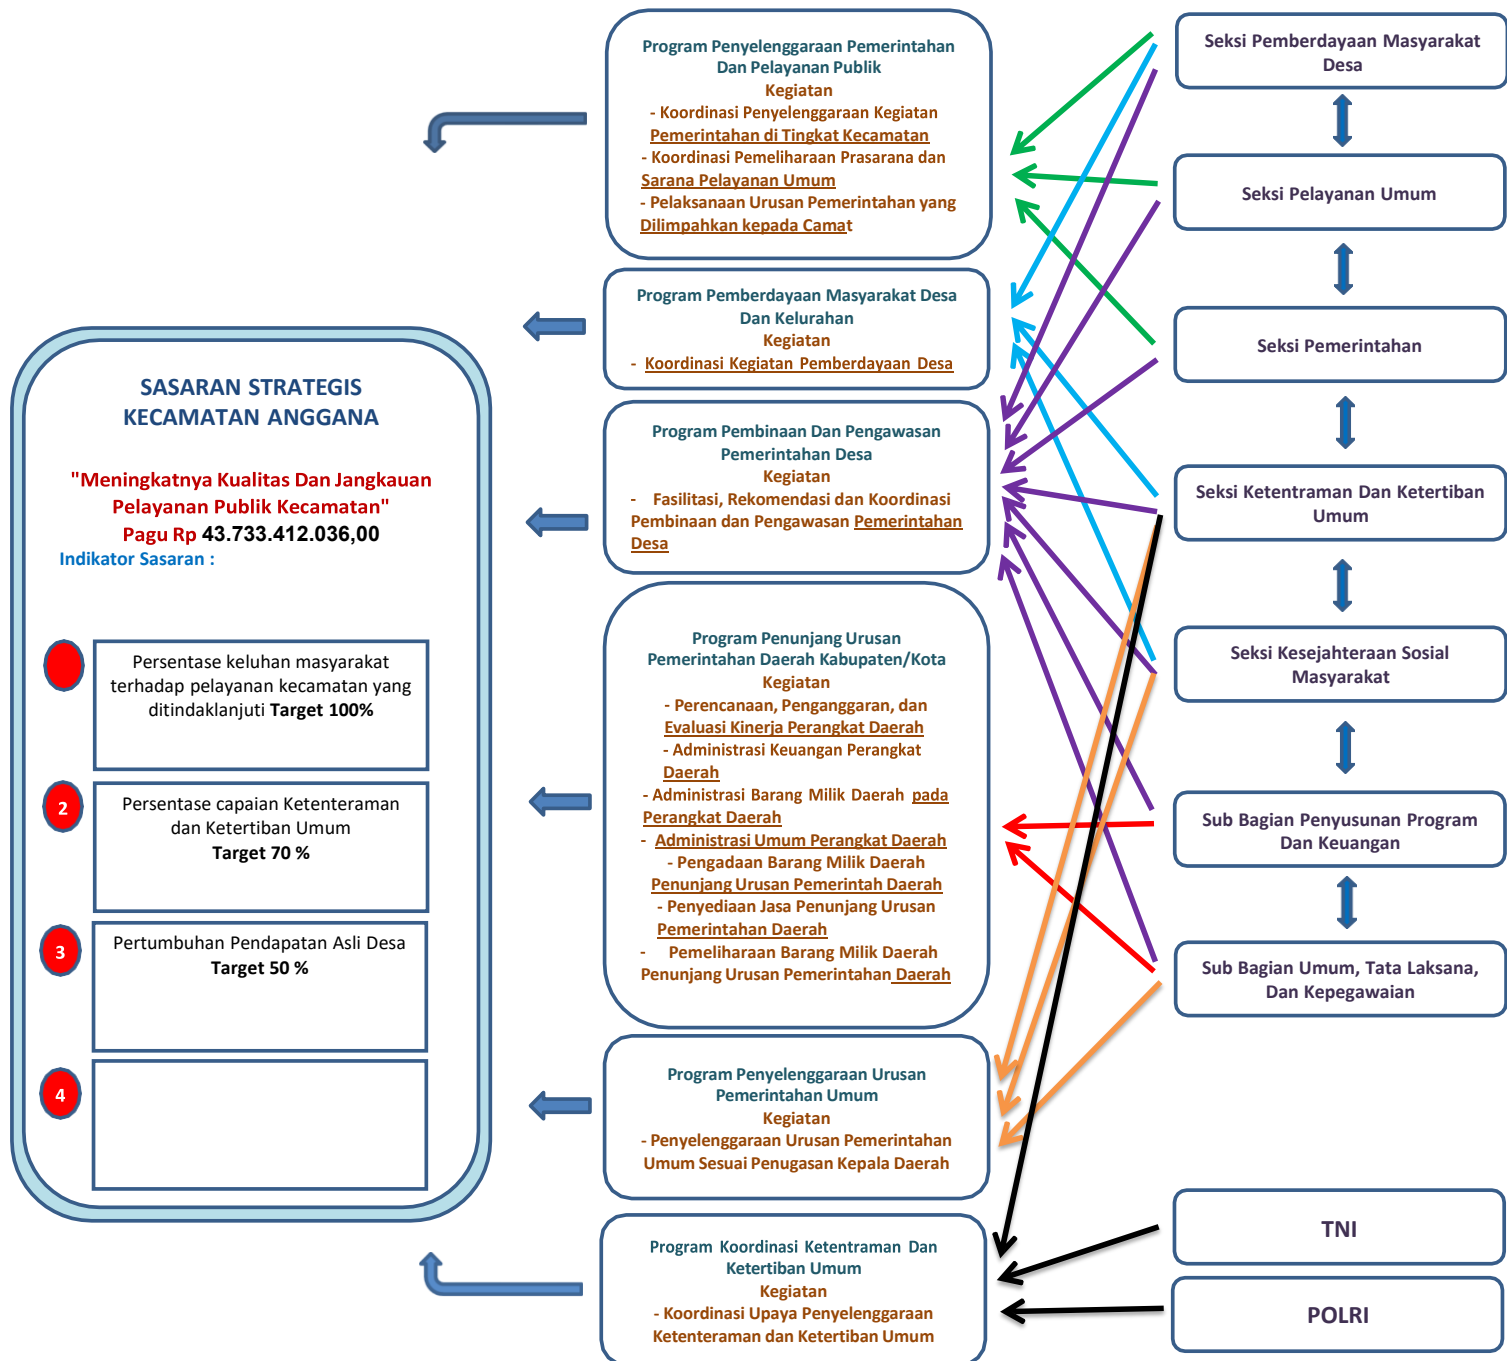 SASARAN STRATEGIS
KECAMATAN ANGGANA
"Meningkatnya Kualitas Dan Jangkauan
Pelayanan Publik Kecamatan"
Pagu Rp 43.733.412.036,00
Indikator Sasaran :
Persentase keluhan masyarakat
terhadap pelayanan kecamatan yang
ditindaklanjuti Target 100%
2
Persentase capaian Ketenteraman
dan Ketertiban Umum
Target 70 %
3
Pertumbuhan Pendapatan Asli Desa
Target 50 %
4
Program Penyelenggaraan Pemerintahan
Dan Pelayanan Publik
Kegiatan
- Koordinasi Penyelenggaraan Kegiatan
Pemerintahan di Tingkat Kecamatan
- Koordinasi Pemeliharaan Prasarana dan
Sarana Pelayanan Umum
- Pelaksanaan Urusan Pemerintahan yang
Dilimpahkan kepada Camat
Program Pemberdayaan Masyarakat Desa
Dan Kelurahan
Kegiatan
- Koordinasi Kegiatan Pemberdayaan Desa
Program Pembinaan Dan Pengawasan
Pemerintahan Desa
Kegiatan
- Fasilitasi, Rekomendasi dan Koordinasi
Pembinaan dan Pengawasan Pemerintahan
Desa
Program Penunjang Urusan
Pemerintahan Daerah Kabupaten/Kota
Kegiatan
- Perencanaan, Penganggaran, dan
Evaluasi Kinerja Perangkat Daerah
- Administrasi Keuangan Perangkat
Daerah
- Administrasi Barang Milik Daerah pada
Perangkat Daerah
- Administrasi Umum Perangkat Daerah
- Pengadaan Barang Milik Daerah
Penunjang Urusan Pemerintah Daerah
- Penyediaan Jasa Penunjang Urusan
Pemerintahan Daerah
- Pemeliharaan Barang Milik Daerah
Penunjang Urusan Pemerintahan Daerah
Program Penyelenggaraan Urusan
Pemerintahan Umum
Kegiatan
- Penyelenggaraan Urusan Pemerintahan
Umum Sesuai Penugasan Kepala Daerah
Program Koordinasi Ketentraman Dan
Ketertiban Umum
Kegiatan
- Koordinasi Upaya Penyelenggaraan
Ketenteraman dan Ketertiban Umum
Seksi Pemberdayaan Masyarakat
Desa
Seksi Pelayanan Umum
Seksi Pemerintahan
Seksi Ketentraman Dan Ketertiban
Umum
Seksi Kesejahteraan Sosial
Masyarakat
Sub Bagian Penyusunan Program
Dan Keuangan
Sub Bagian Umum, Tata Laksana,
Dan Kepegawaian
TNI
POLRI